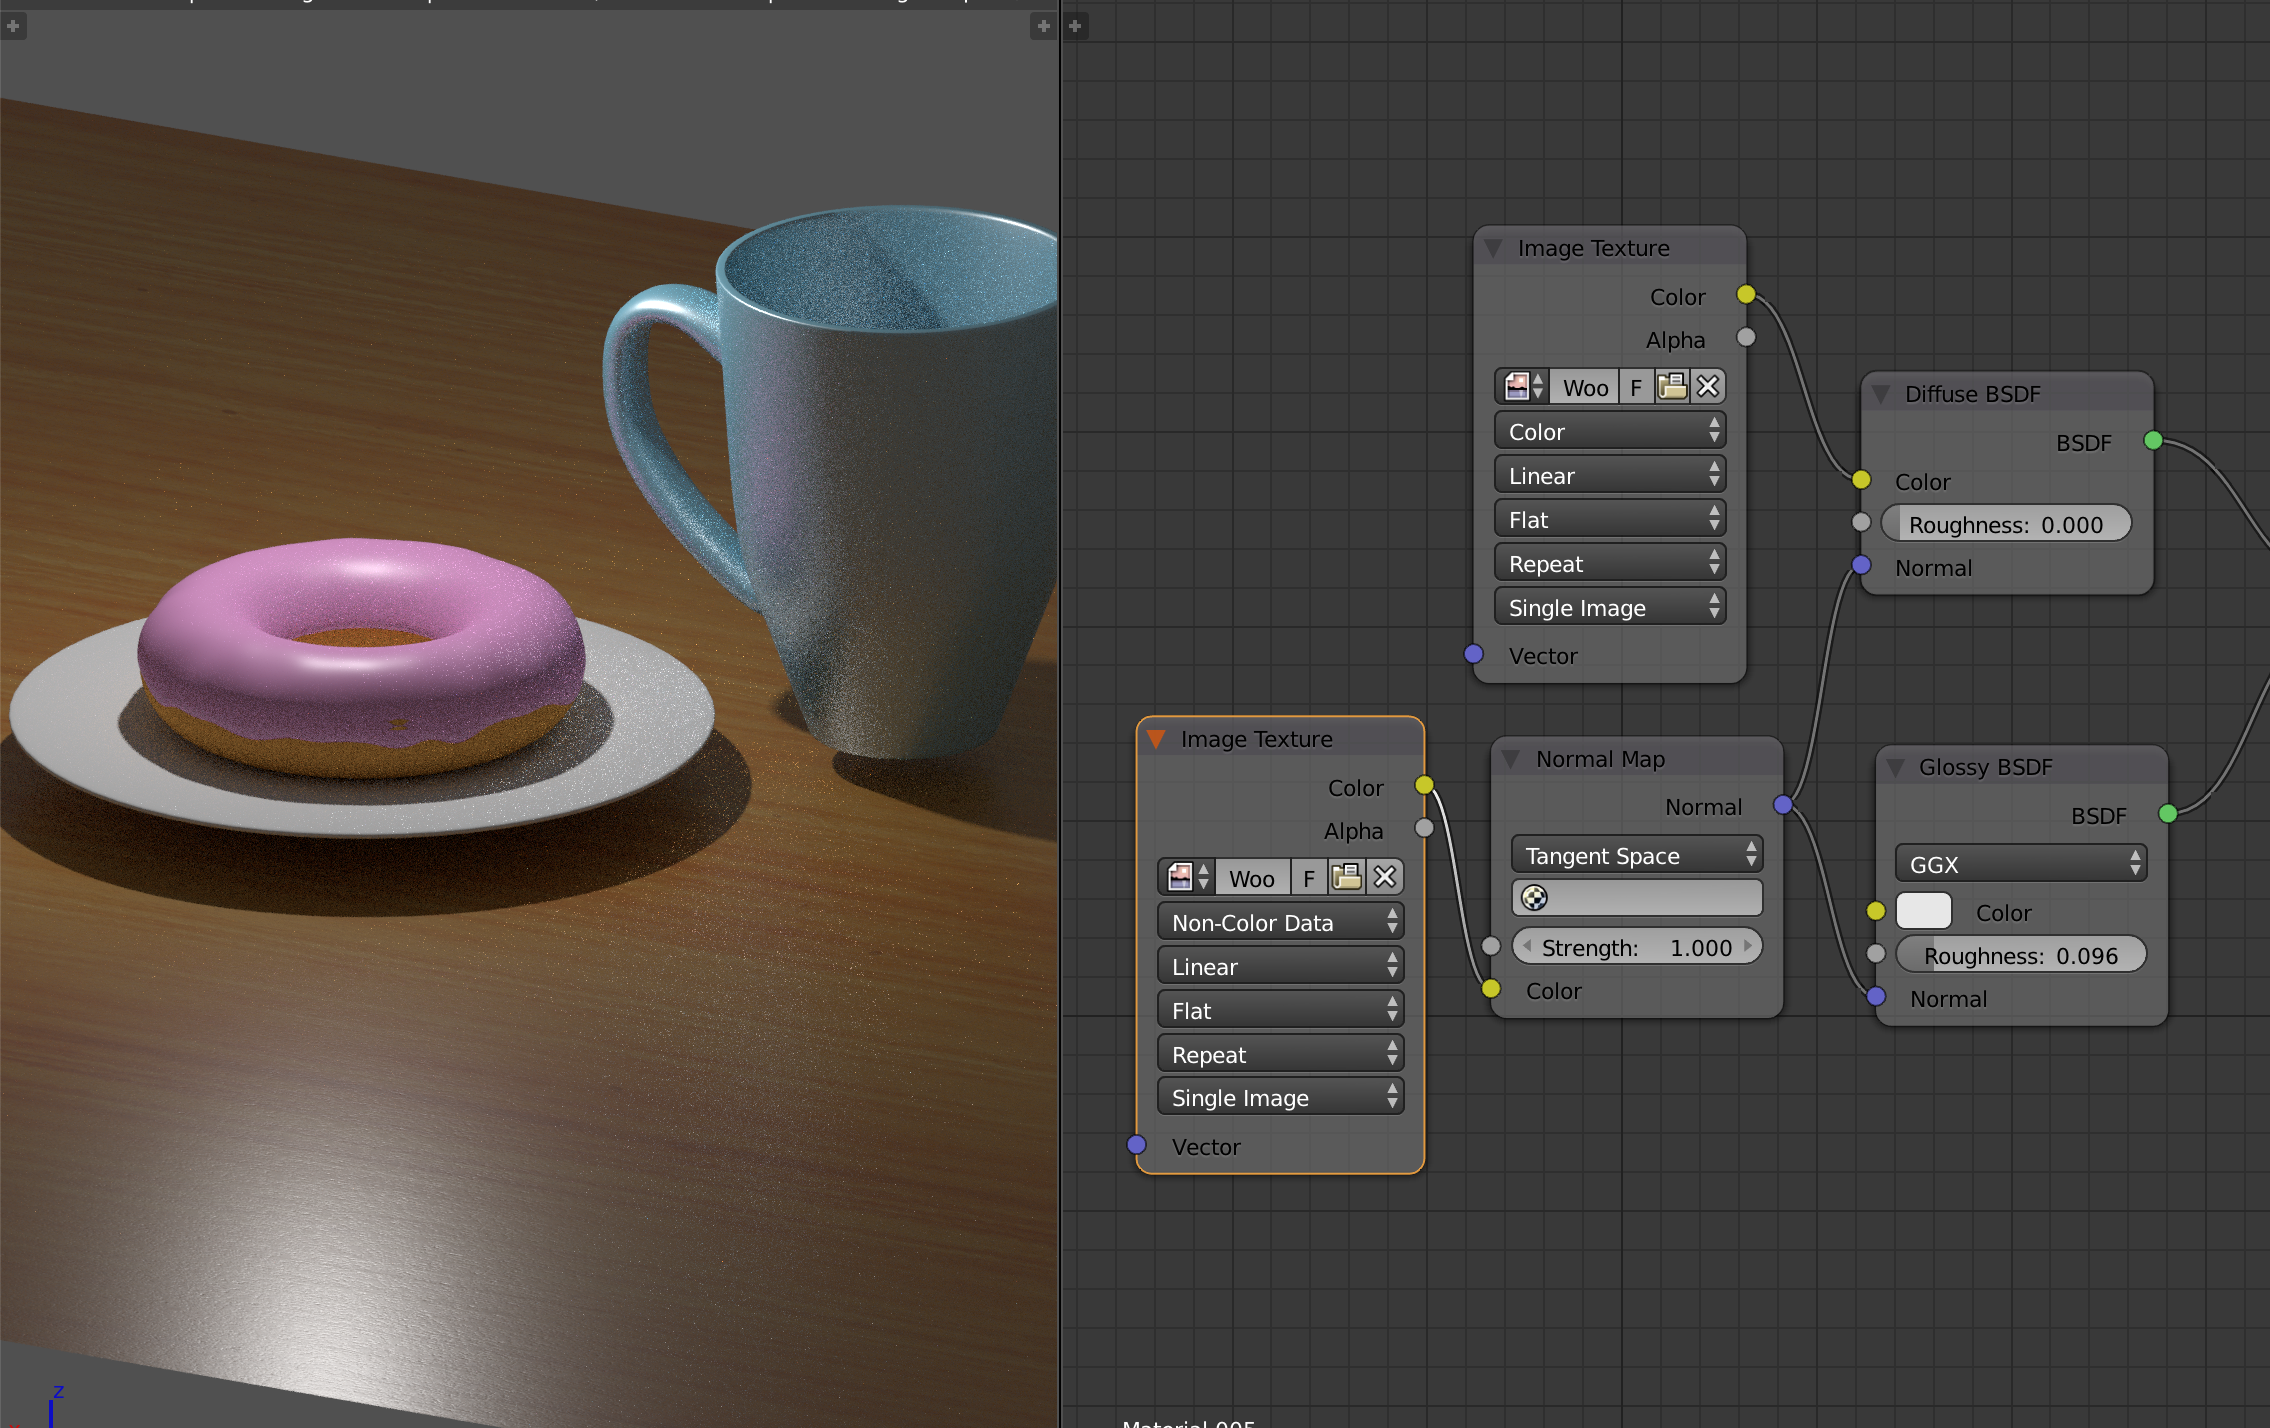 Image Texture
Color
Alpha
Woo F
Color
Linear
Flat
Repeat
Single Image
Vector
Diffuse BSDF
BSDF
Color
Roughness: 0.000
Normal
Image Texture
Color
Alpha
Woo F
Non-Color Data
Linear
Flat
Repeat
Single Image
Vector
Normal Map
Normal
Tangent Space
Strength: 1.000
Color
Glossy BSDF
BSDF
GGX
Color
Roughness: 0.096
Normal
z
Material.005